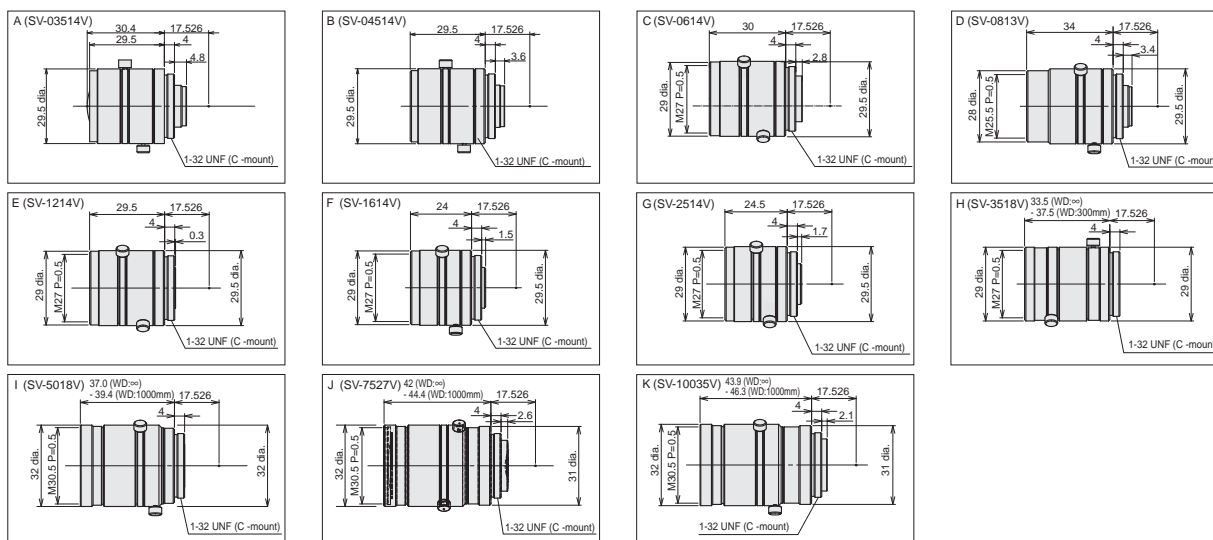 A (SV-03514V)
30.4
17.526
29.5
4
4.8
29.5 dia.
1-32 UNF (C -mount)
B (SV-04514V)
29.5
17.526
4
3.6
29.5 dia.
1-32 UNF (C -mount)
C (SV-0614V)
30
17.526
4
2.8
29 dia.
M27 P=0.5
29.5 dia.
1-32 UNF (C -mount)
D (SV-0813V)
34
17.526
4
3.4
28 dia.
M25.5 P=0.5
29.5 dia.
1-32 UNF (C -mount)
E (SV-1214V)
29.5
17.526
4
0.3
29 dia.
M27 P=0.5
29.5 dia.
1-32 UNF (C -mount)
F (SV-1614V)
24
17.526
4
1.5
29 dia.
M27 P=0.5
29.5 dia.
1-32 UNF (C -mount)
G (SV-2514V)
24.5
17.526
4
1.7
29 dia.
M27 P=0.5
29.5 dia.
1-32 UNF (C -mount)
H (SV-3518V) 33.5 (WD:∞)
- 37.5 (WD:300mm)
17.526
4
29 dia.
M27 P=0.5
29 dia.
1-32 UNF (C -mount)
I (SV-5018V) 37.0 (WD:∞)
- 39.4 (WD:1000mm)
17.526
4
32 dia.
M30.5 P=0.5
32 dia.
1-32 UNF (C -mount)
J (SV-7527V) 42 (WD:∞)
- 44.4 (WD:1000mm)
17.526
4
2.6
32 dia.
M30.5 P=0.5
31 dia.
1-32 UNF (C -mount)
K (SV-10035V) 43.9 (WD:∞)
- 46.3 (WD:1000mm)
17.526
4
2.1
32 dia.
M30.5 P=0.5
31 dia.
1-32 UNF (C -mount)